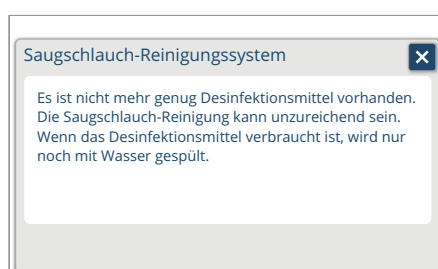 Saugschlauch-Reinigungssystem
Es ist nicht mehr genug Desinfektionsmittel vorhanden.
Die Saugschlauch-Reinigung kann unzureichend sein.
Wenn das Desinfektionsmittel verbraucht ist, wird nur
noch mit Wasser gespült.